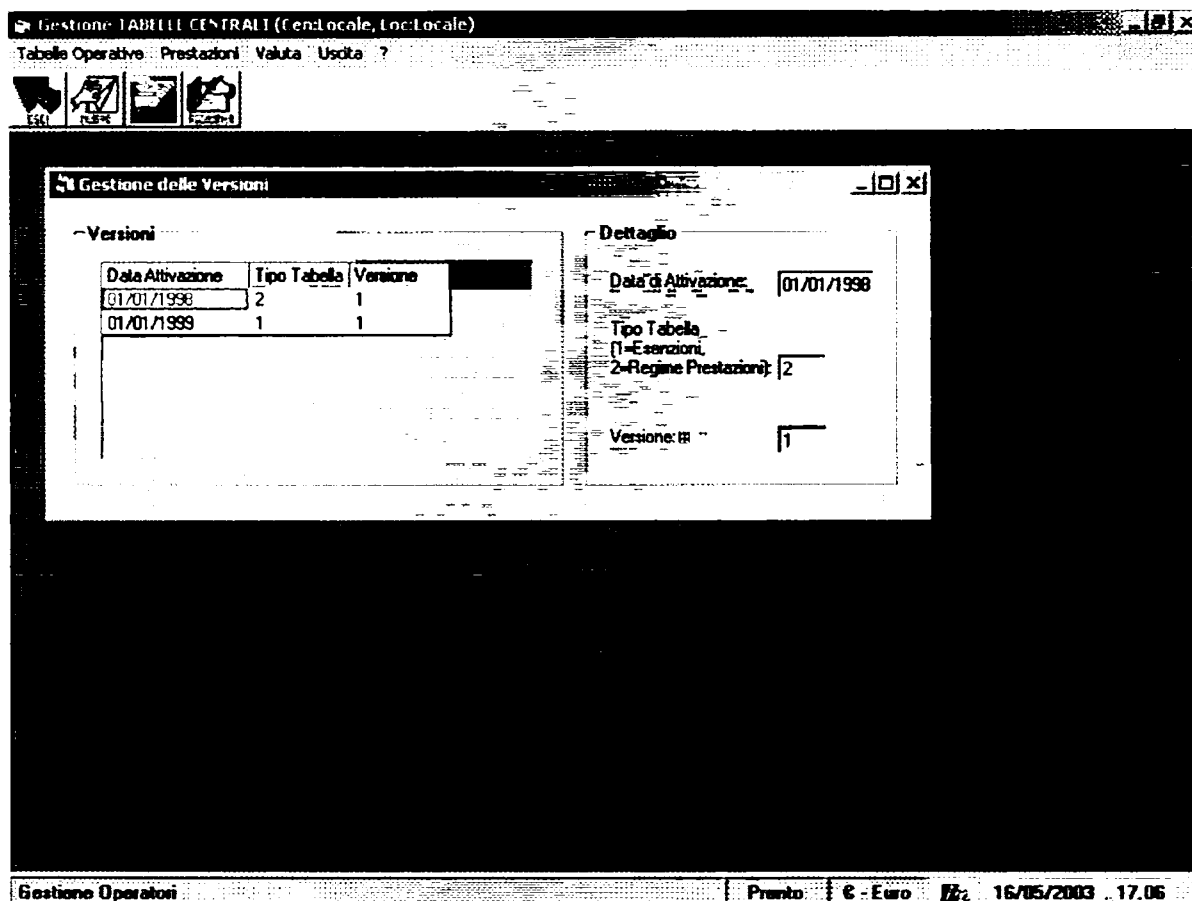 Gestione TABELLE CENTRALI (Cen:Locale, Loc:Locale)
Tabelle Operative Prestazioni Valuta Uscita ?
ESCI
Gestione delle Versioni
Versioni
Data Attivazione Tipo Tabella Versione
01/01/1998 2 1
01/01/1999 1 1
Dettaglio
Data di Attivazione: 01/01/1998
Tipo Tabella
(1=Esenzioni,
2=Regime Prestazioni): 2
Versione: 1
Gestione Operatori Pronto € - Euro 16/05/2003 17.06